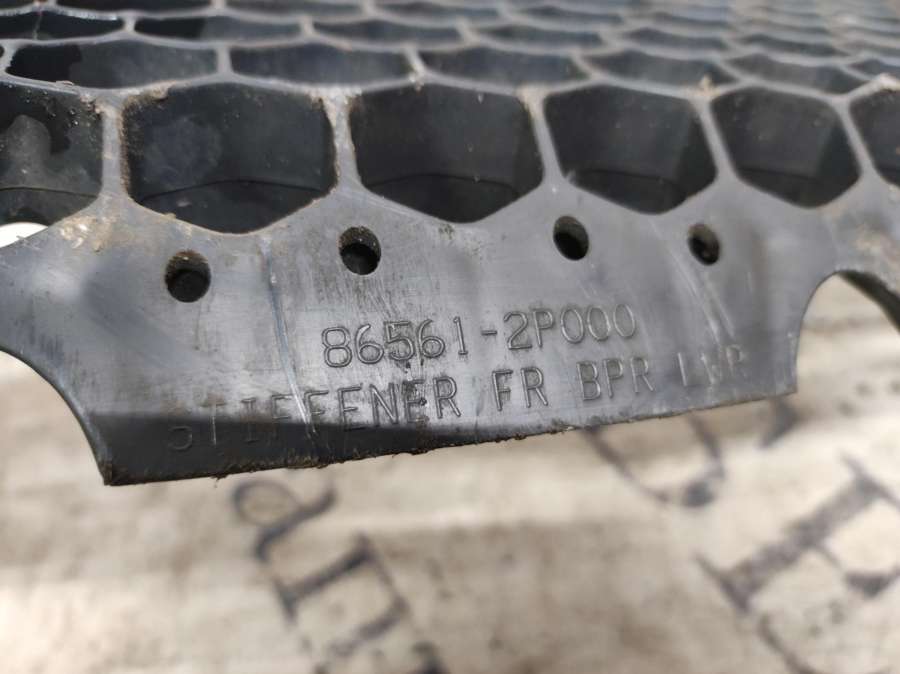 86561-2P000
STIFFENER FR BPR LWR